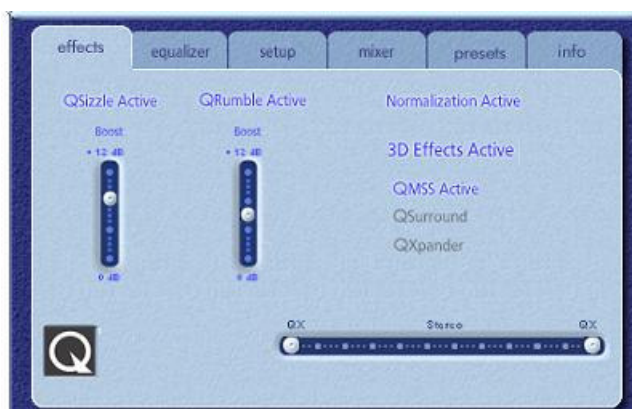 effects equalizer setup mixer presets info
QSizzle Active QRumble Active Normalization Active
Boost Boost
+ 12 dB + 12 dB
3D Effects Active
QMSS Active
QSurround
QXpander
0 dB 0 dB
QX Stereo QX
Q